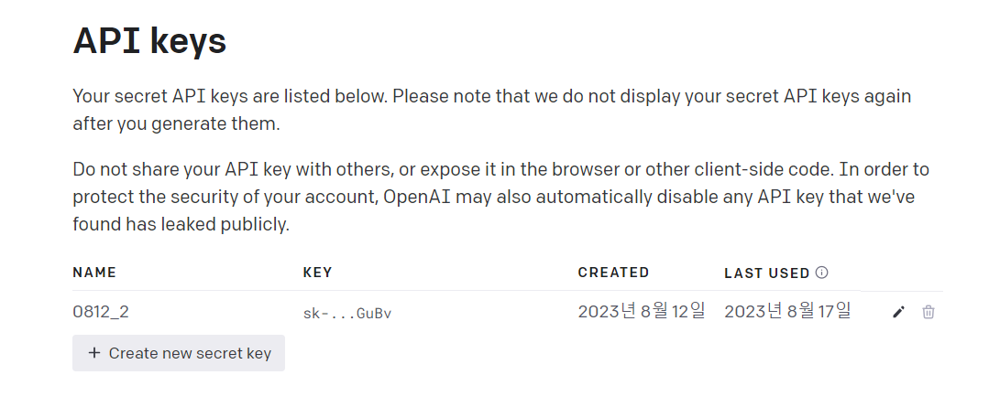 API keys
Your secret API keys are listed below. Please note that we do not display your secret API keys again
after you generate them.
Do not share your API key with others, or expose it in the browser or other client-side code. In order to
protect the security of your account, OpenAI may also automatically disable any API key that we've
found has leaked publicly.
NAME KEY CREATED LAST USED
0812_2 sk-...GuBv 2023년 8월 12일 2023년 8월 17일
+ Create new secret key